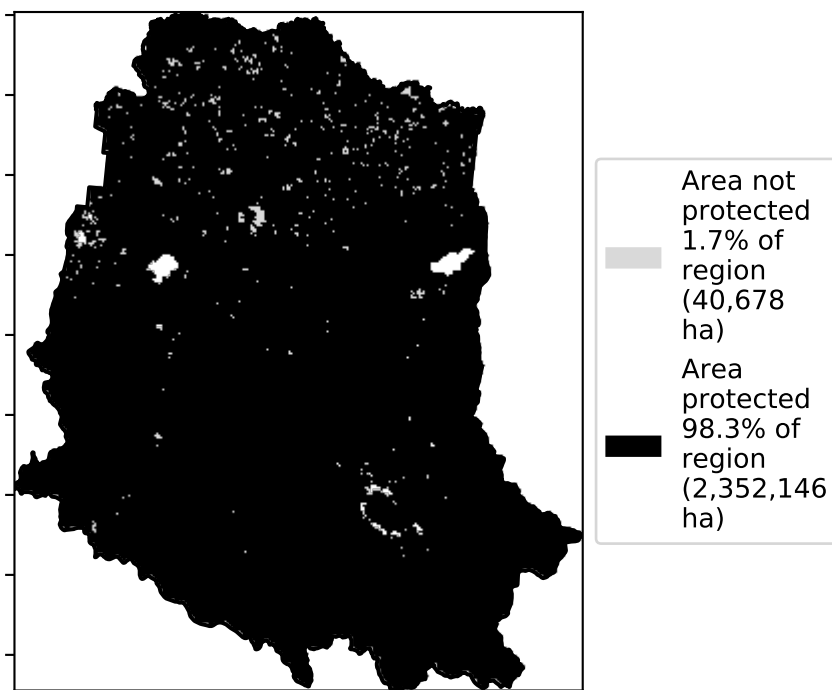 Area not
protected
1.7% of
region
(40,678
ha)
Area
protected
98.3% of
region
(2,352,146
ha)